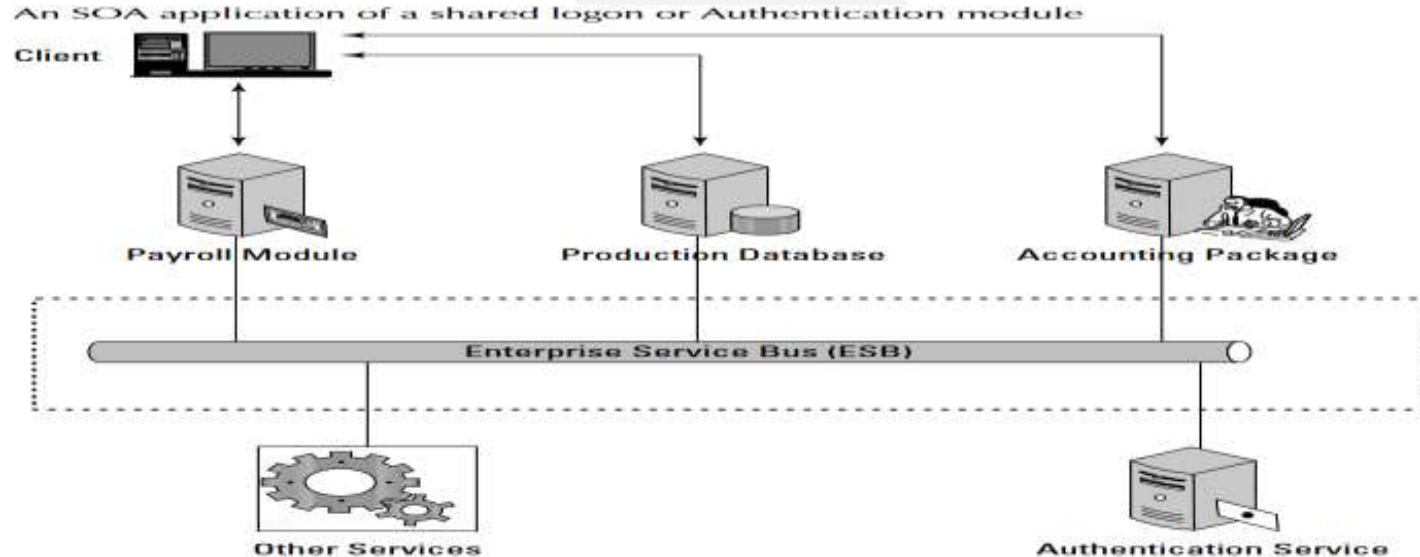 An SOA application of a shared logon or Authentication module
Client
Payroll Module
Production Database
Accounting Package
Enterprise Service Bus (ESB)
Other Services
Authentication Service